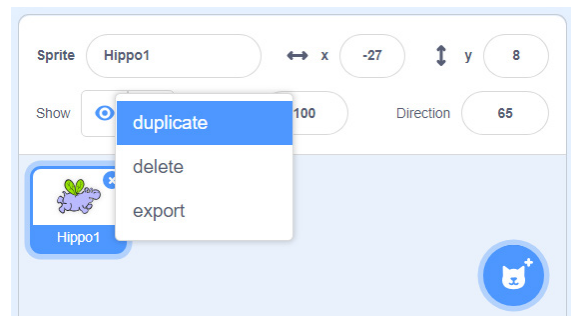 Sprite Hippo1 x -27 y 8
Show 100 Direction 65
duplicate
delete
export
Hippo1